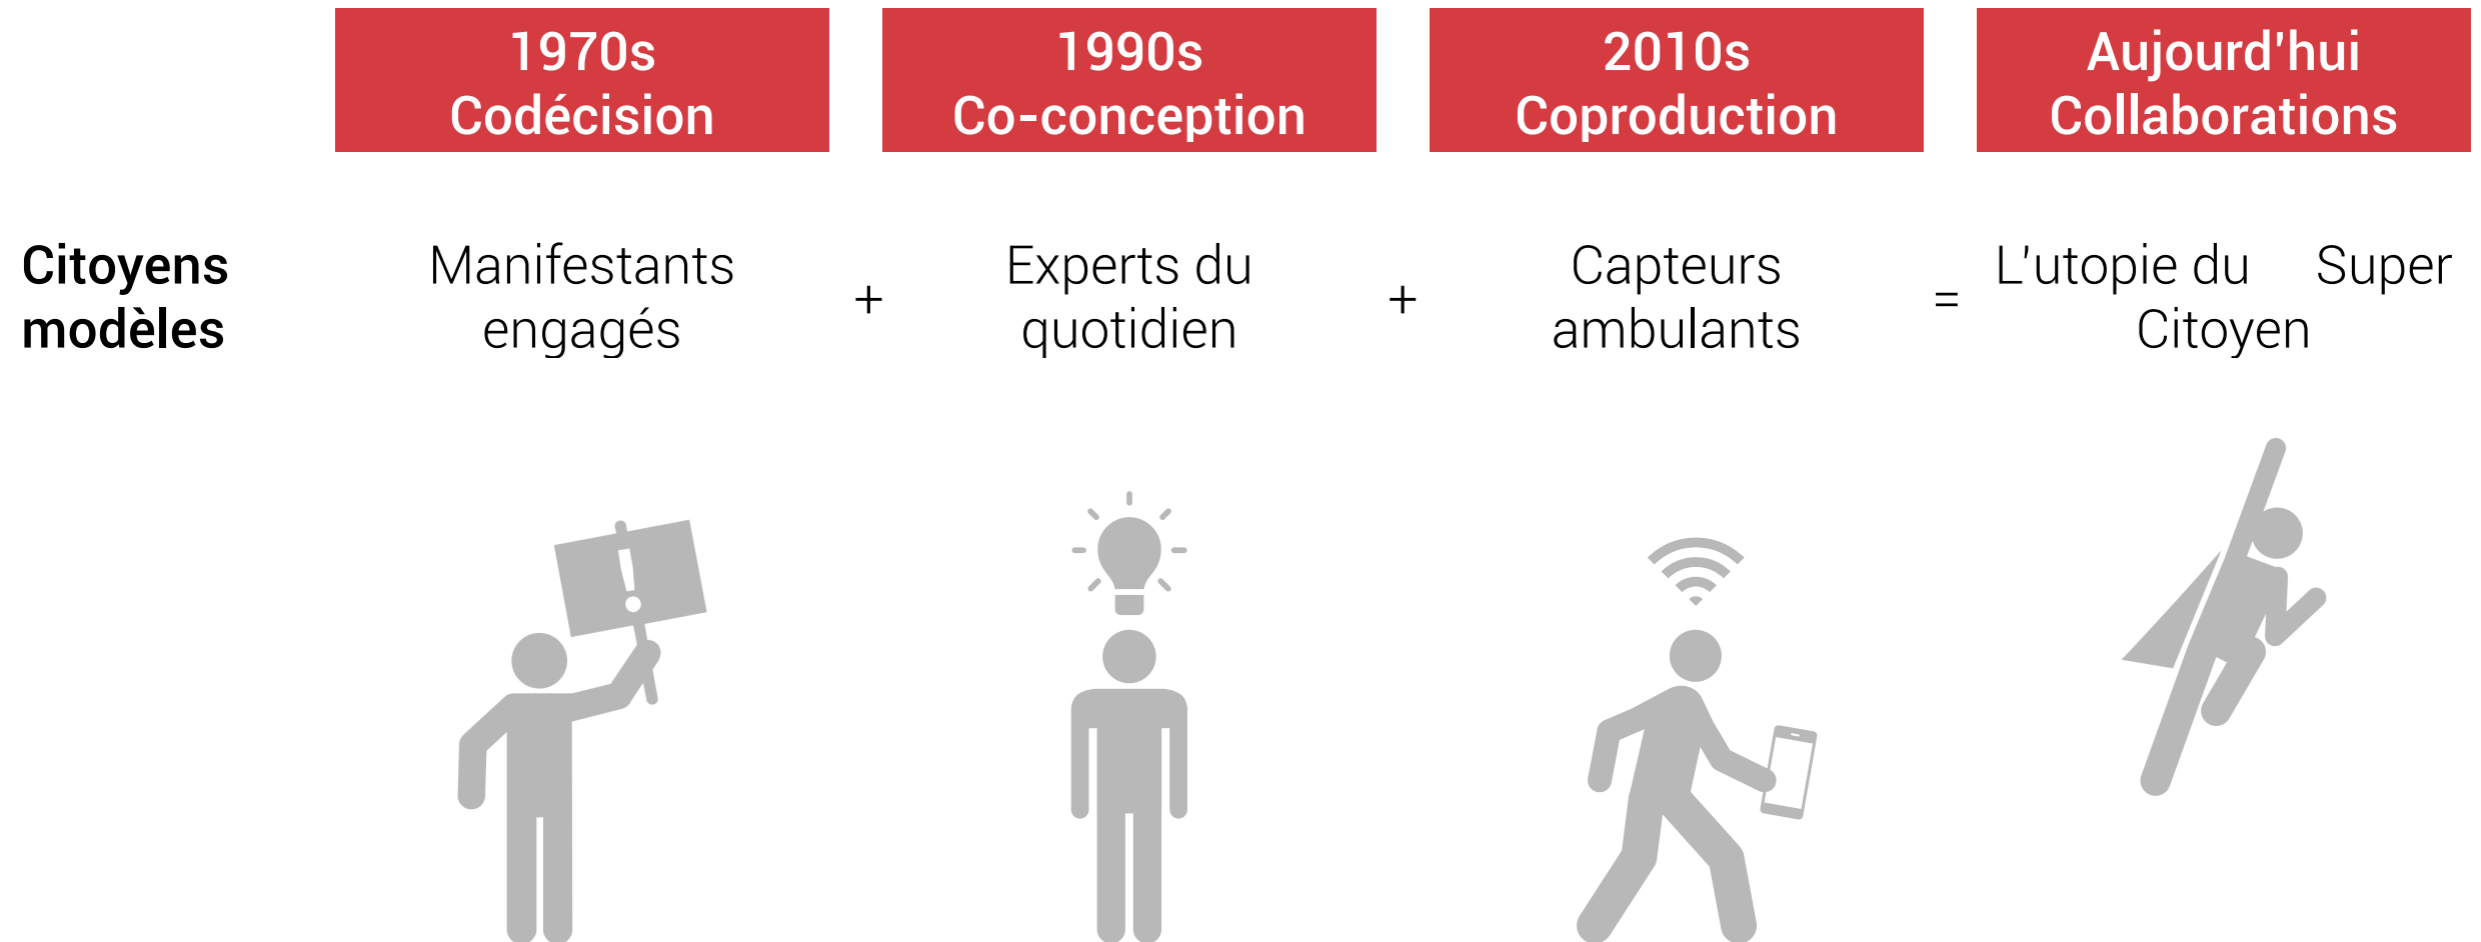 1970s
Codécision
1990s
Co-conception
2010s
Coproduction
Aujourd'hui
Collaborations
Citoyens
modèles
Manifestants
engagés
+
Experts du
quotidien
+
Capteurs
ambulants
=
L'utopie du Super
Citoyen
!